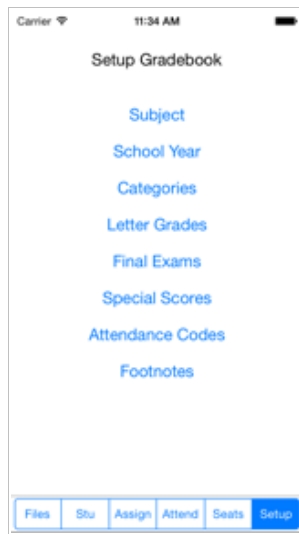 Carrier 11:34 AM
Setup Gradebook
Subject
School Year
Categories
Letter Grades
Final Exams
Special Scores
Attendance Codes
Footnotes
Files Stu Assign Attend Seats Setup